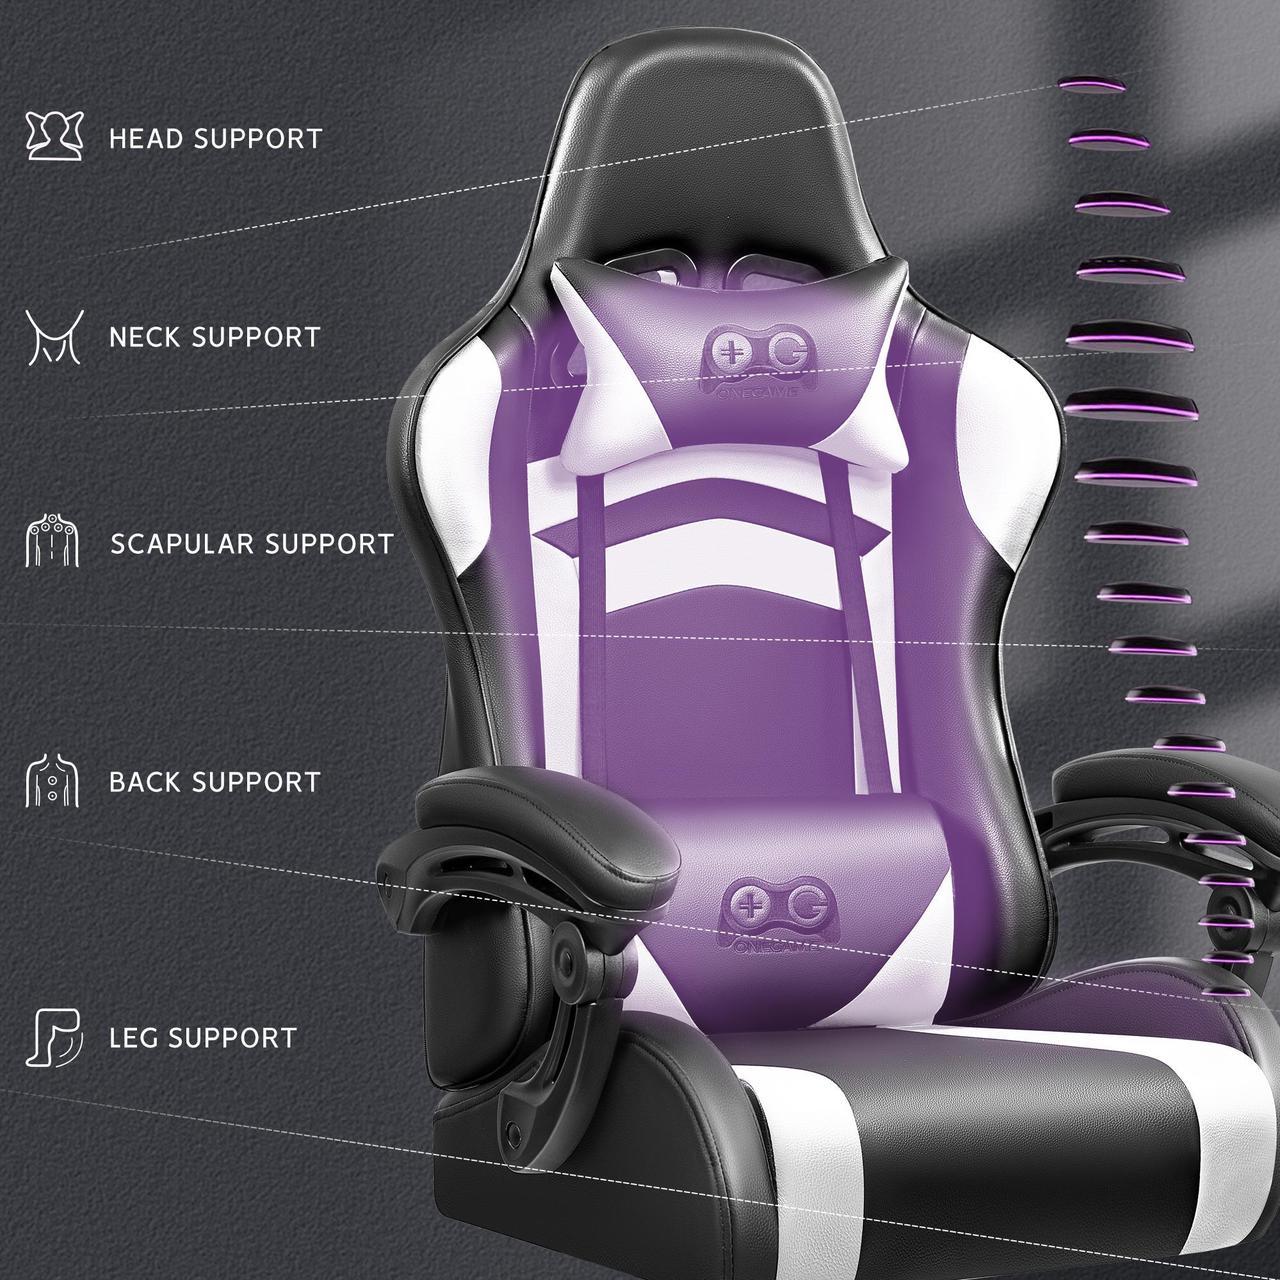 HEAD SUPPORT
NECK SUPPORT
G
ONEGAME
SCAPULAR SUPPORT
BACK SUPPORT
G
ONEGAME
LEG SUPPORT